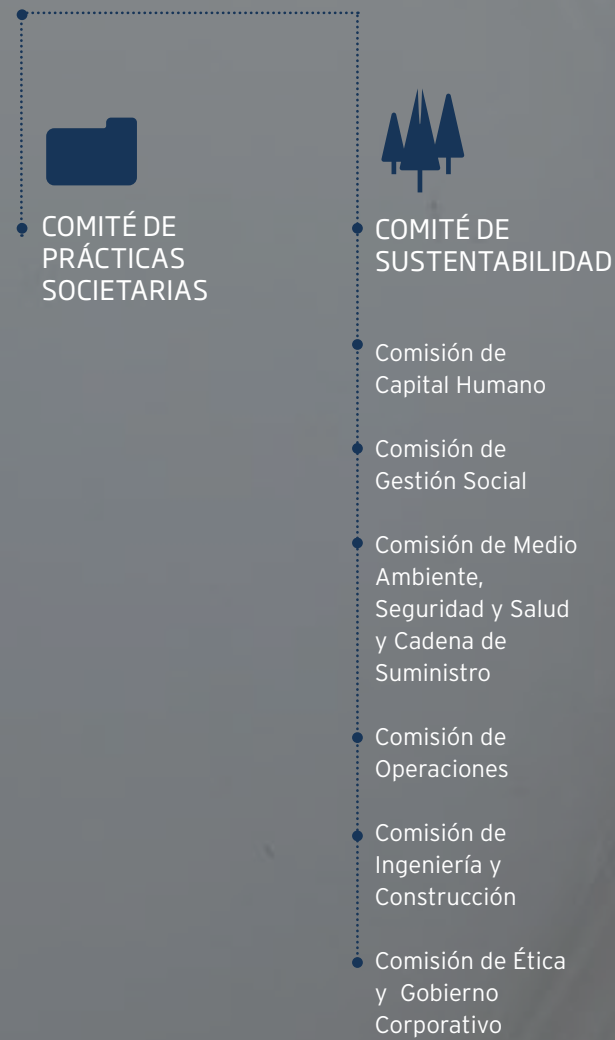 COMITÉ DE
PRÁCTICAS
SOCIETARIAS
COMITÉ DE
SUSTENTABILIDAD
Comisión de
Capital Humano
Comisión de
Gestión Social
Comisión de Medio
Ambiente,
Seguridad y Salud
y Cadena de
Suministro
Comisión de
Operaciones
Comisión de
Ingeniería y
Construcción
Comisión de Ética
y Gobierno
Corporativo